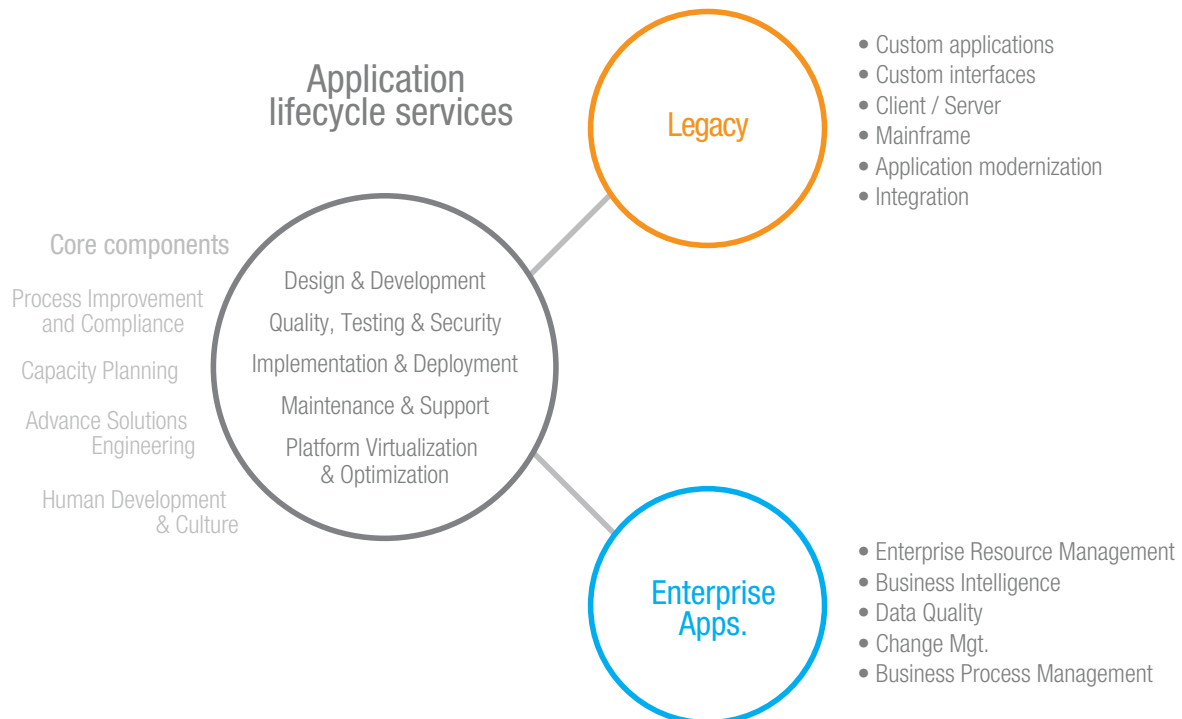 Application
lifecycle services
Legacy
• Custom applications
• Custom interfaces
• Client / Server
• Mainframe
• Application modernization
• Integration
Core components
Process Improvement
and Compliance
Capacity Planning
Advance Solutions
Engineering
Human Development
& Culture
Design & Development
Quality, Testing & Security
Implementation & Deployment
Maintenance & Support
Platform Virtualization
& Optimization
Enterprise
Apps.
• Enterprise Resource Management
• Business Intelligence
• Data Quality
• Change Mgt.
• Business Process Management